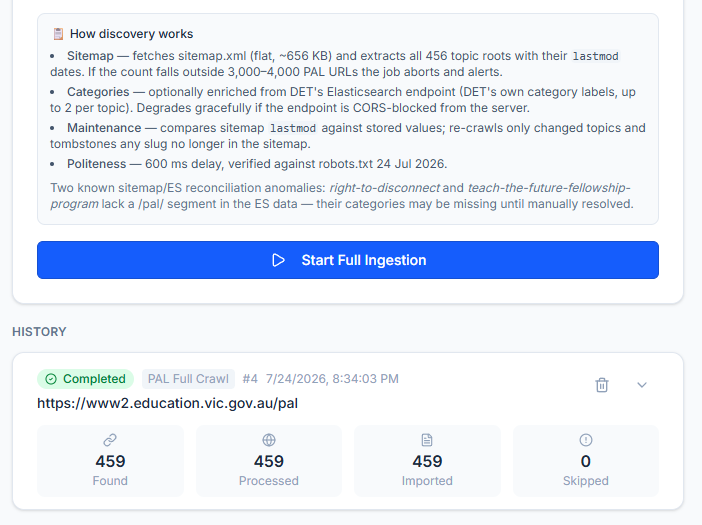 How discovery works
• Sitemap — fetches sitemap.xml (flat, ~656 KB) and extracts all 456 topic roots with their lastmod
dates. If the count falls outside 3,000–4,000 PAL URLs the job aborts and alerts.
• Categories — optionally enriched from DET's Elasticsearch endpoint (DET's own category labels, up
to 2 per topic). Degrades gracefully if the endpoint is CORS-blocked from the server.
• Maintenance — compares sitemap lastmod against stored values; re-crawls only changed topics and
tombstones any slug no longer in the sitemap.
• Politeness — 600 ms delay, verified against robots.txt 24 Jul 2026.
Two known sitemap/ES reconciliation anomalies: right-to-disconnect and teach-the-future-fellowship-
program lack a /pal/ segment in the ES data — their categories may be missing until manually resolved.
Start Full Ingestion
HISTORY
Completed PAL Full Crawl #4 7/24/2026, 8:34:03 PM
https://www2.education.vic.gov.au/pal
459 459 459 0
Found Processed Imported Skipped